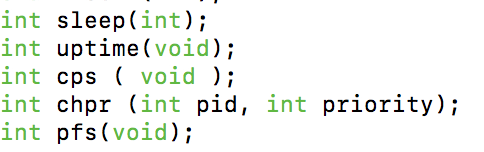 int sleep(int);
int uptime(void);
int cps ( void );
int chpr (int pid, int priority);
int pfs(void);